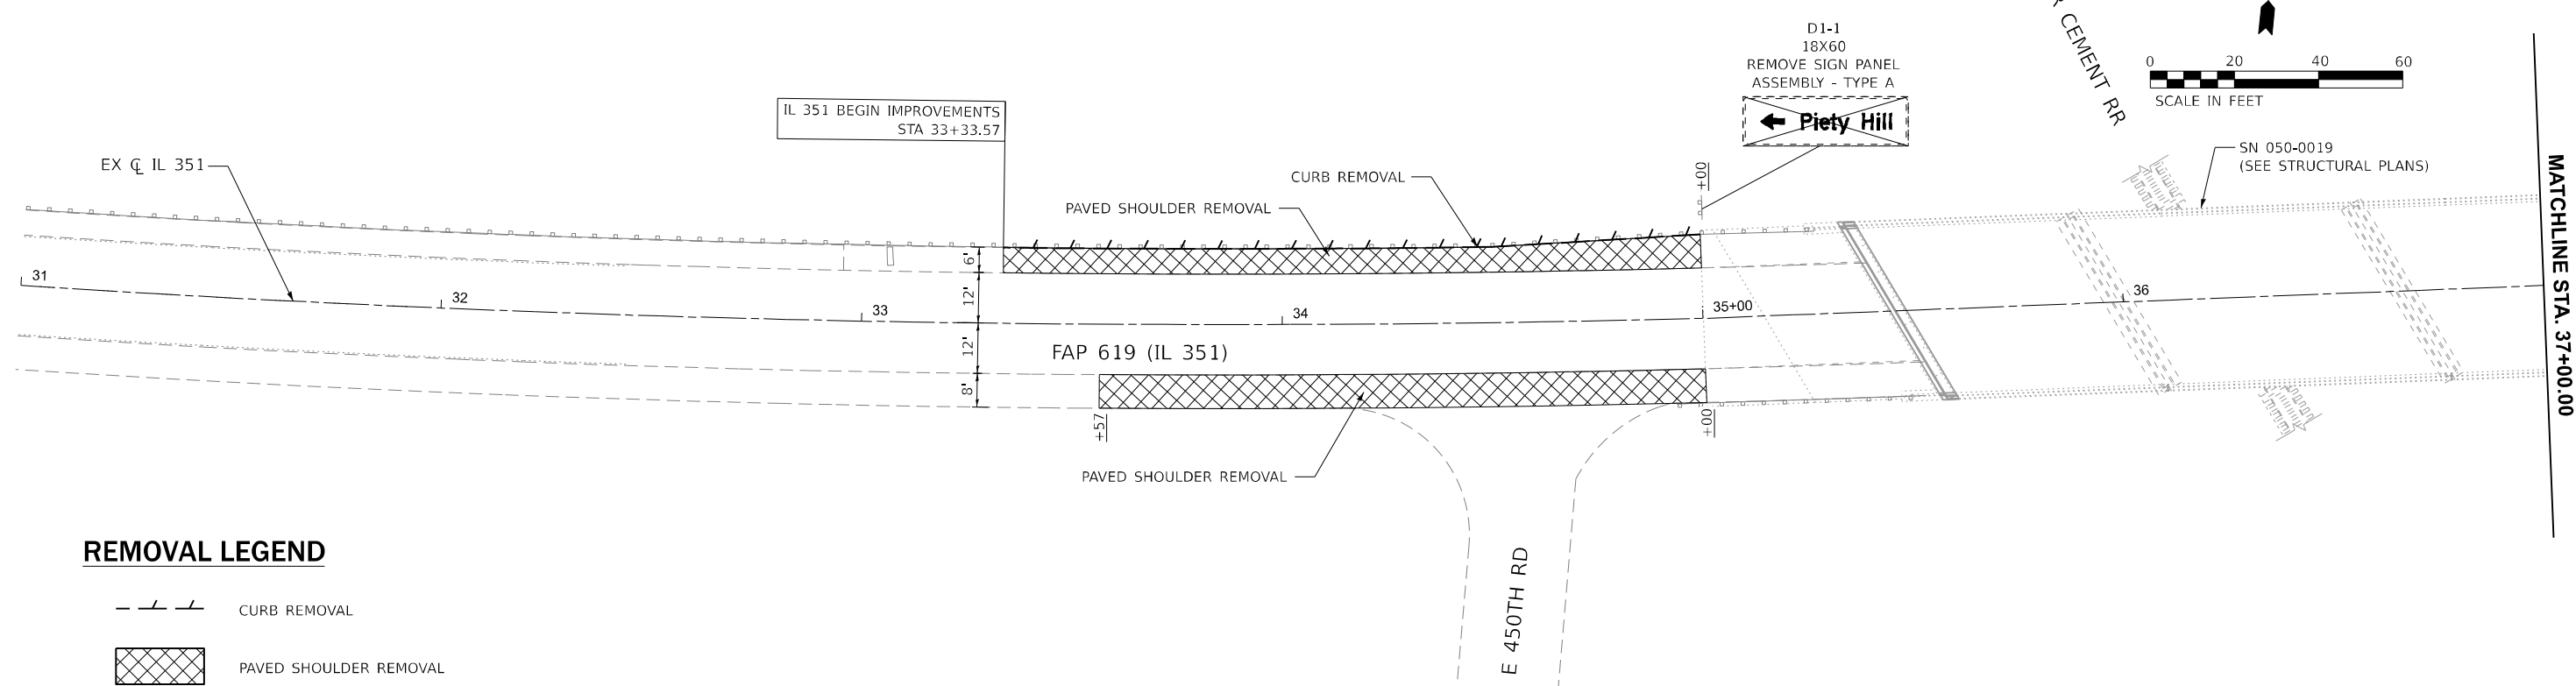 D1-1
18X60
REMOVE SIGN PANEL
ASSEMBLY - TYPE A
Piety Hill
CEMENT RR
0 20 40 60
SCALE IN FEET
IL 351 BEGIN IMPROVEMENTS
STA 33+33.57
EX ℄ IL 351
CURB REMOVAL
PAVED SHOULDER REMOVAL
+00
SN 050-0019
(SEE STRUCTURAL PLANS)
MATCHLINE STA. 37+00.00
31
32
33
34
35+00
36
6'
12'
12'
8'
FAP 619 (IL 351)
+57
+00
PAVED SHOULDER REMOVAL
E 450TH RD
REMOVAL LEGEND
CURB REMOVAL
PAVED SHOULDER REMOVAL